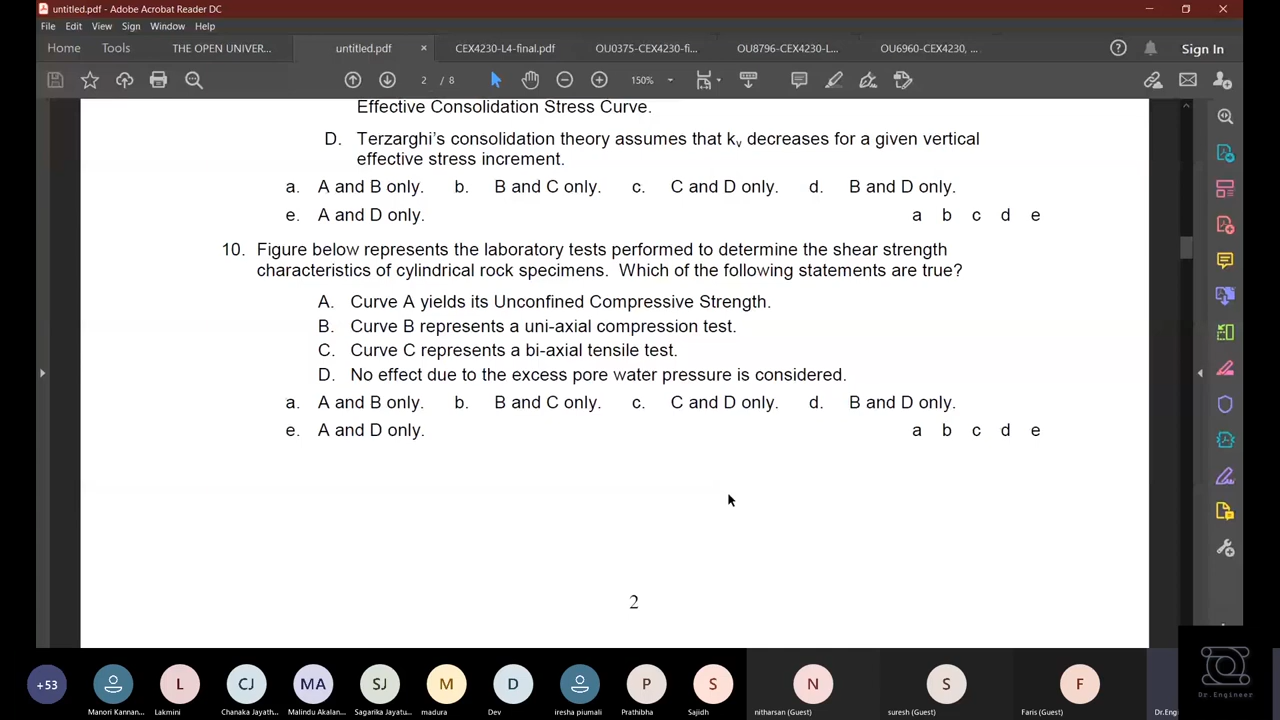 untitled.pdf - Adobe Acrobat Reader DC
File Edit View Sign Window Help
Home Tools THE OPEN UNIVER... untitled.pdf × CEX4230-L4-final.pdf OU0375-CEX4230-fi... OU8796-CEX4230-L... OU6960-CEX4230, ... Sign In
2 / 8 150%
Effective Consolidation Stress Curve.
D. Terzarghi's consolidation theory assumes that kv decreases for a given vertical
effective stress increment.
a. A and B only. b. B and C only. c. C and D only. d. B and D only.
e. A and D only. a b c d e
10. Figure below represents the laboratory tests performed to determine the shear strength
characteristics of cylindrical rock specimens. Which of the following statements are true?
A. Curve A yields its Unconfined Compressive Strength.
B. Curve B represents a uni-axial compression test.
C. Curve C represents a bi-axial tensile test.
D. No effect due to the excess pore water pressure is considered.
a. A and B only. b. B and C only. c. C and D only. d. B and D only.
e. A and D only. a b c d e
2
+53 L CJ MA SJ M D P S N S F
Manori Kannan... Lakmini Chanaka Jayath... Malindu Akalan... Sagarika Jayatu... madura Dev iresha piumali Prathibha Sajidh nitharsan (Guest) suresh (Guest) Faris (Guest) Dr.Eng
Dr.Engineer